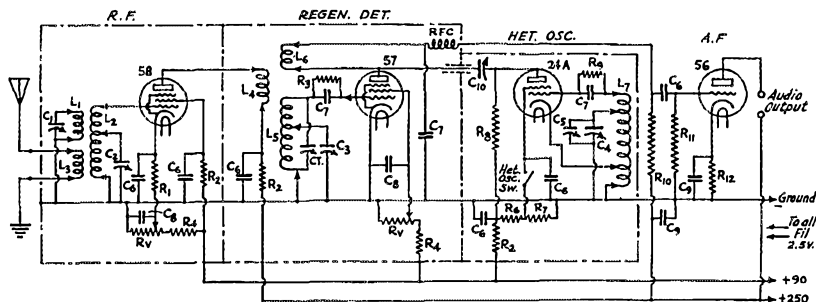 R.F. REGEN. DET. HET. OSC. A.F
RFC
58 57 24A 56
L1 L2 L3 L4 L5 L6 L7
C1 C2 C6 C6 C6 C8
R1 R2 RV R4 R2
R3 C7 CT. C3 C8 C7 RV R4
C10 R8 R9 C7 C5 C4
Het. Osc. Sw.
C6 R6 R7 C6 R2
C6 R10 R11 C9 R12 C9
Audio Output
Ground
-
To all Fil 2.5v.
+90
+250